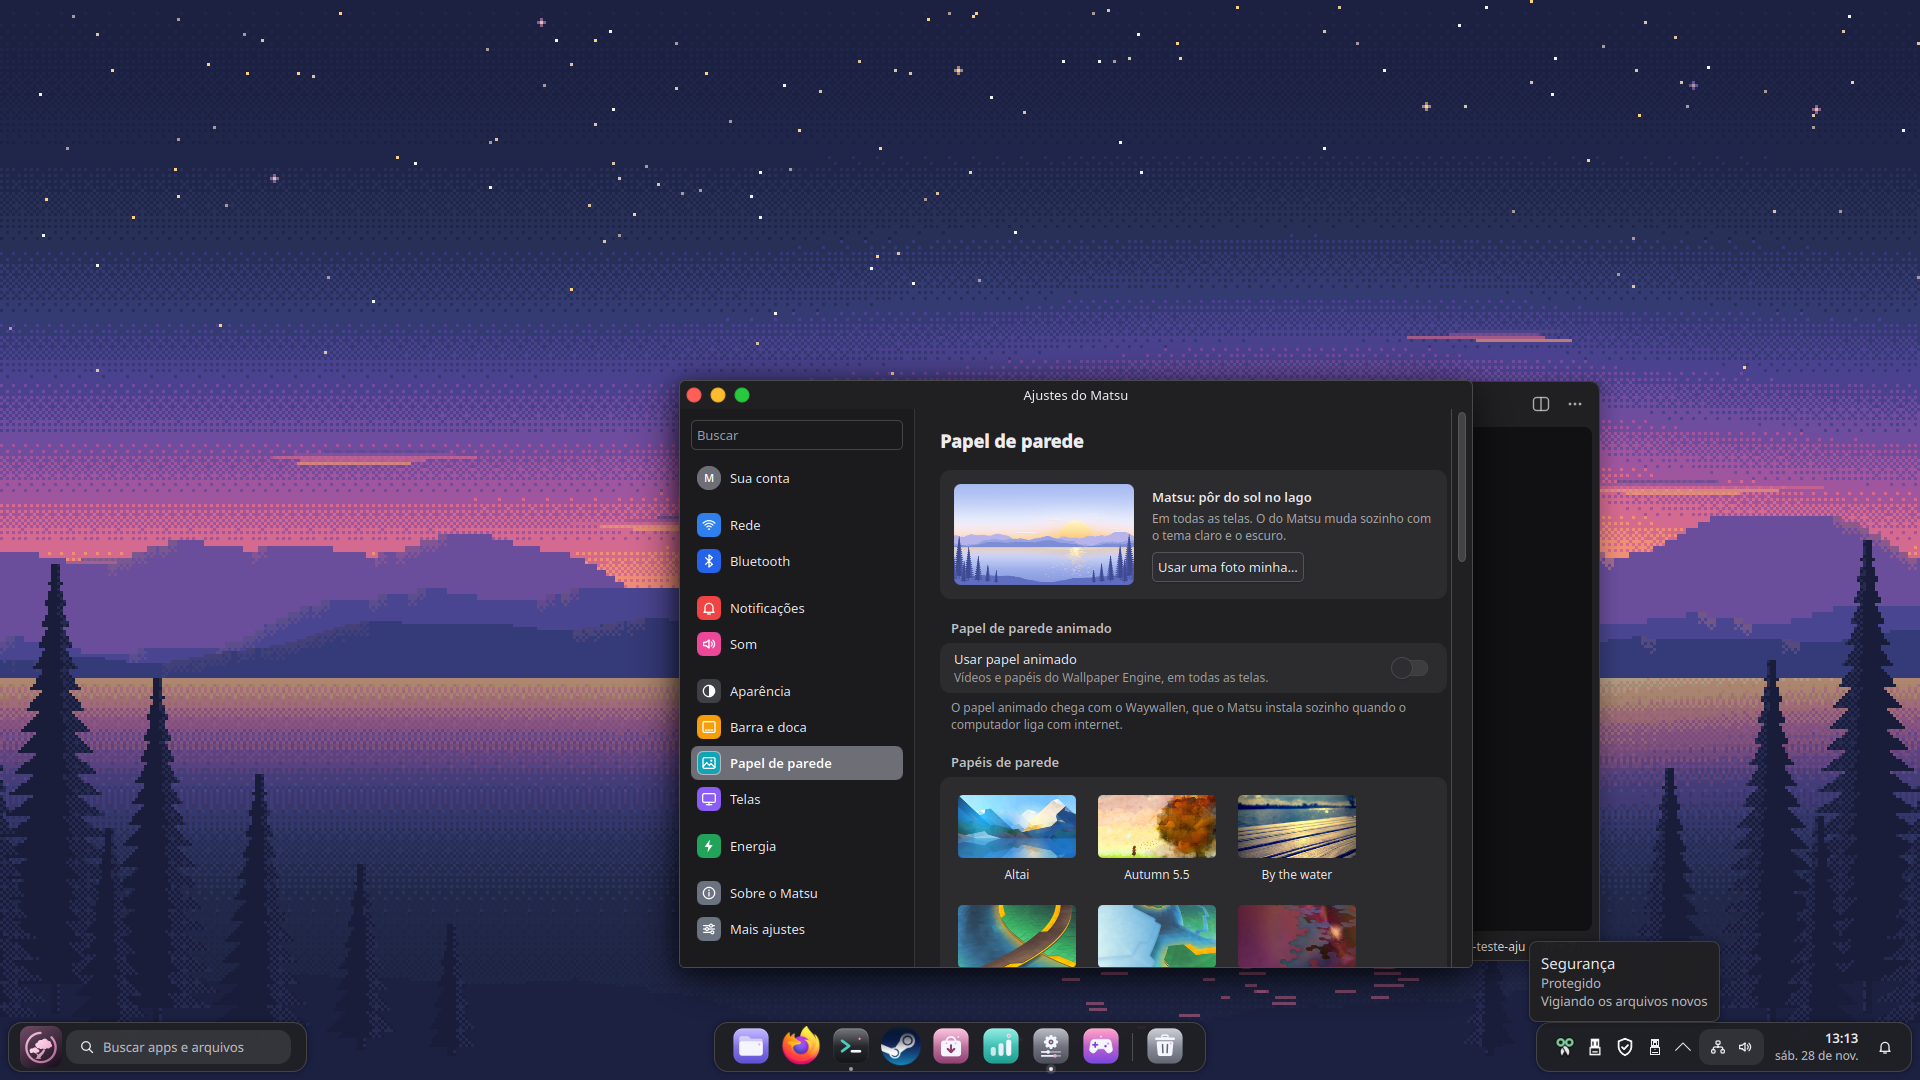 Ajustes do Matsu
Buscar
M
Sua conta
Rede
Bluetooth
Notificações
Som
Aparência
Barra e doca
Papel de parede
Telas
Energia
Sobre o Matsu
Mais ajustes
Papel de parede
Matsu: pôr do sol no lago
Em todas as telas. O do Matsu muda sozinho com
o tema claro e o escuro.
Usar uma foto minha...
Papel de parede animado
Usar papel animado
Vídeos e papéis do Wallpaper Engine, em todas as telas.
O papel animado chega com o Waywallen, que o Matsu instala sozinho quando o
computador liga com internet.
Papéis de parede
Altai
Autumn 5.5
By the water
-teste-aju
Segurança
Protegido
Vigiando os arquivos novos
Buscar apps e arquivos
13:13
sáb. 28 de nov.